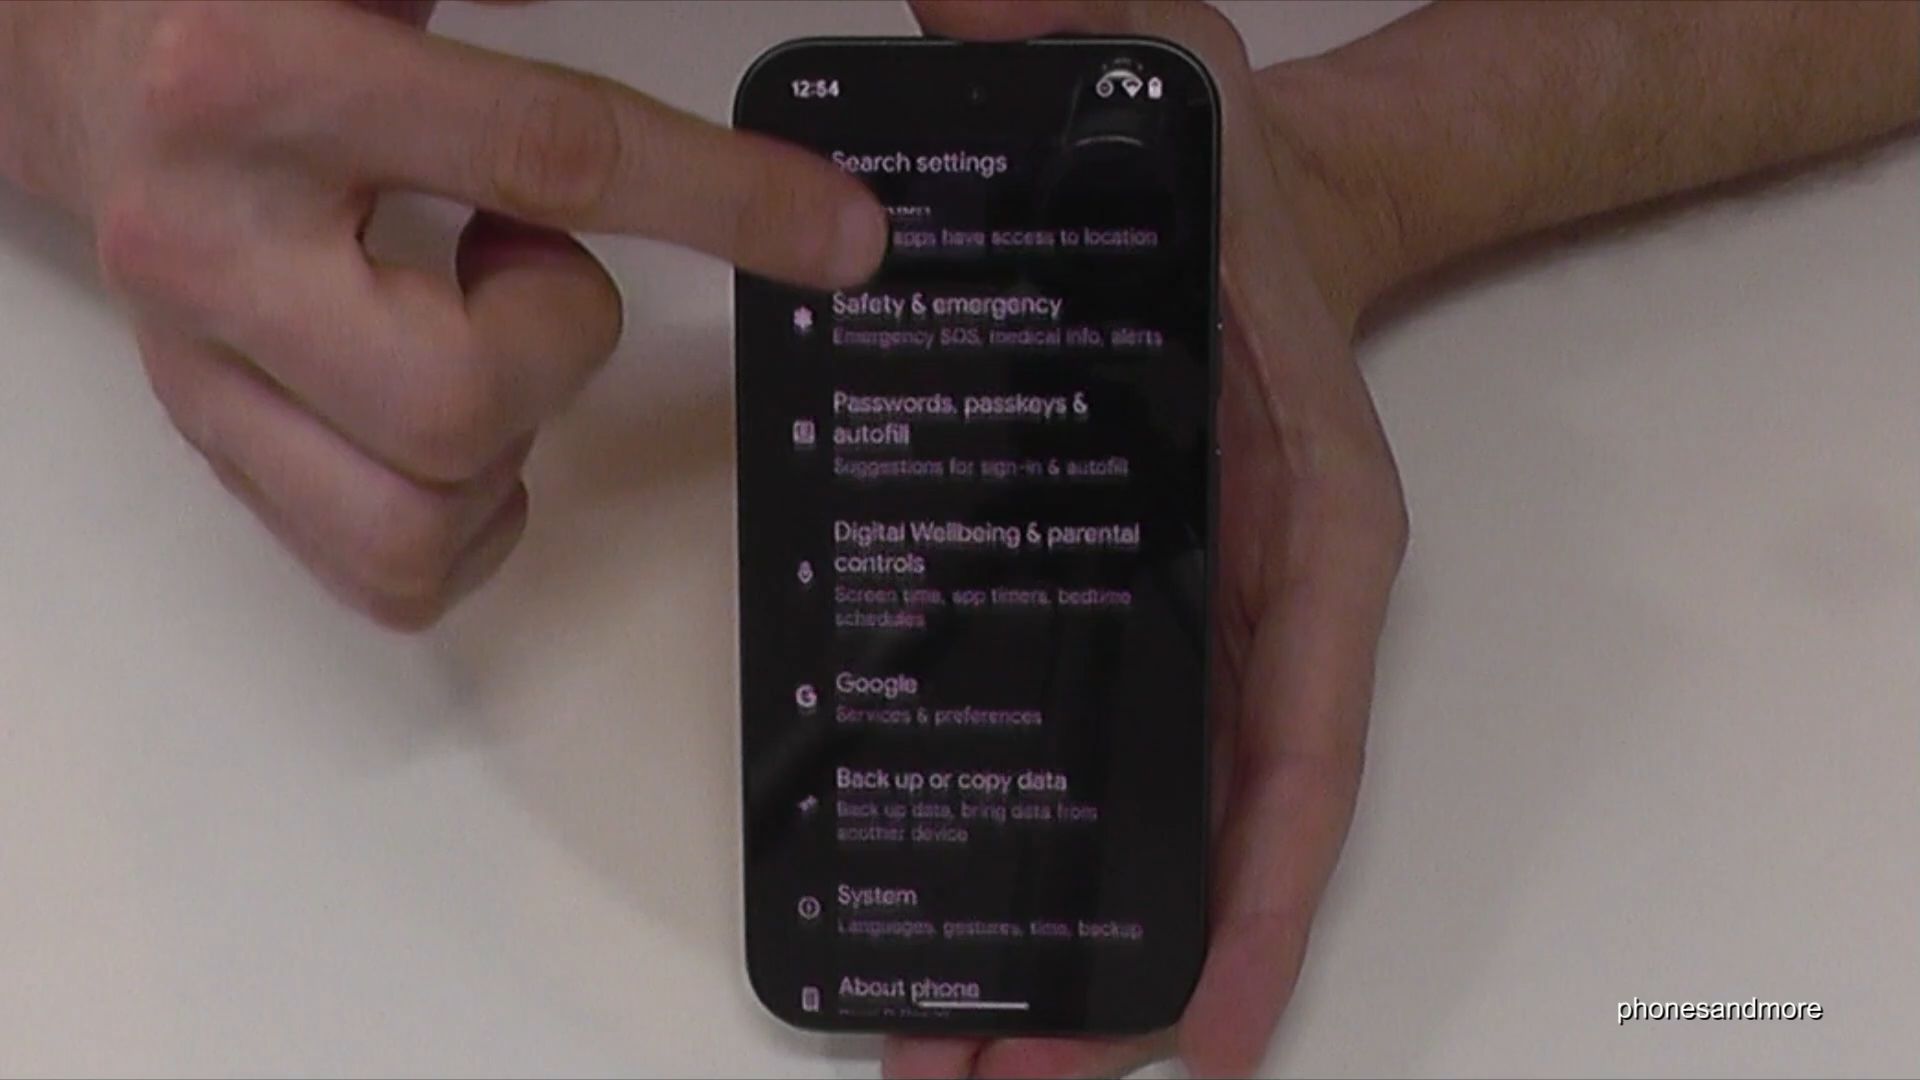 12:54
Search settings
apps have access to location
Safety & emergency
Emergency SOS, medical info, alerts
Passwords, passkeys &
autofill
Suggestions for sign-in & autofill
Digital Wellbeing & parental
controls
Screen time, app timers, bedtime
schedules
Google
Services & preferences
Back up or copy data
Back up data, bring data from
another device
System
Languages, gestures, time, backup
About phone
phonesandmore